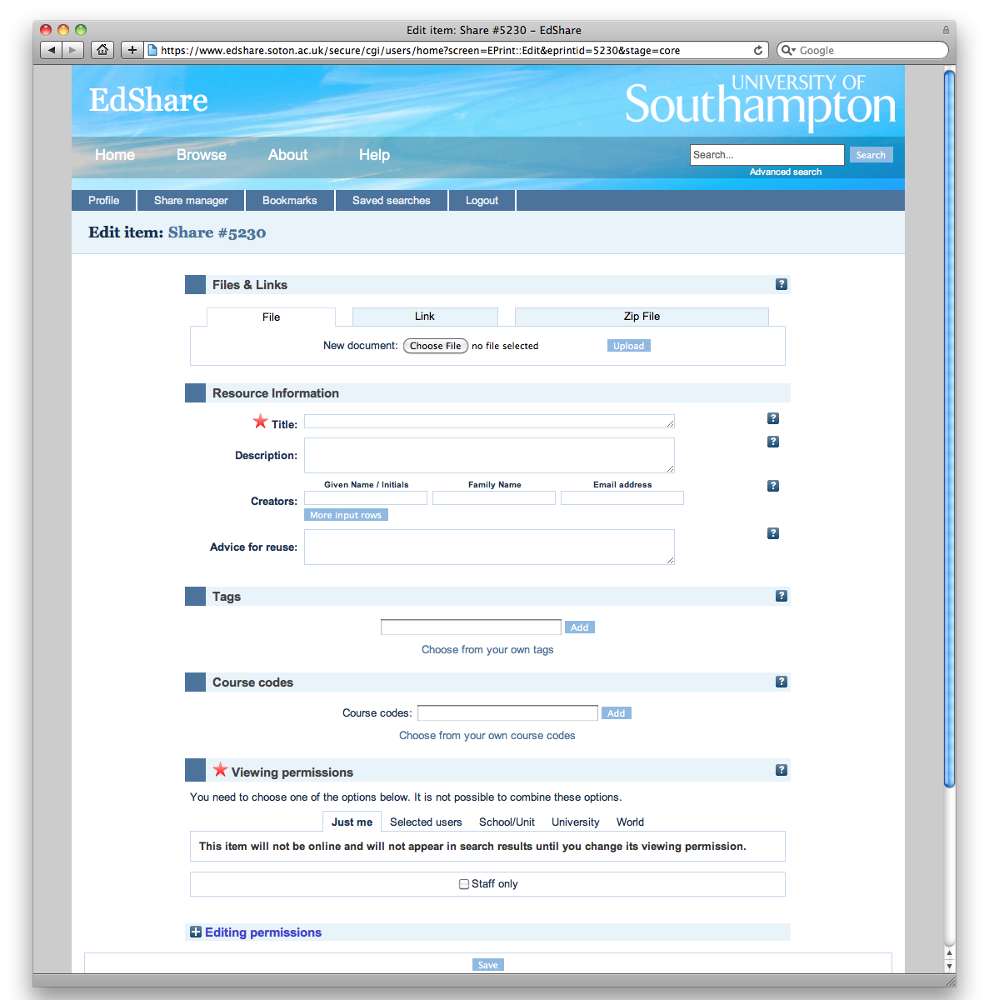 Edit item: Share #5230 – EdShare
https://www.edshare.soton.ac.uk/secure/cgi/users/home?screen=EPrint::Edit&eprintid=5230&stage=core
Google
EdShare
UNIVERSITY OF
Southampton
Home Browse About Help
Search... Search
Advanced search
Profile Share manager Bookmarks Saved searches Logout
Edit item: Share #5230
Files & Links ?
File Link Zip File
New document: Choose File no file selected Upload
Resource Information
Title: ?
Description: ?
Given Name / Initials Family Name Email address ?
Creators:
More input rows
Advice for reuse: ?
Tags ?
Add
Choose from your own tags
Course codes ?
Course codes: Add
Choose from your own course codes
Viewing permissions ?
You need to choose one of the options below. It is not possible to combine these options.
Just me Selected users School/Unit University World
This item will not be online and will not appear in search results until you change its viewing permission.
Staff only
Editing permissions
Save